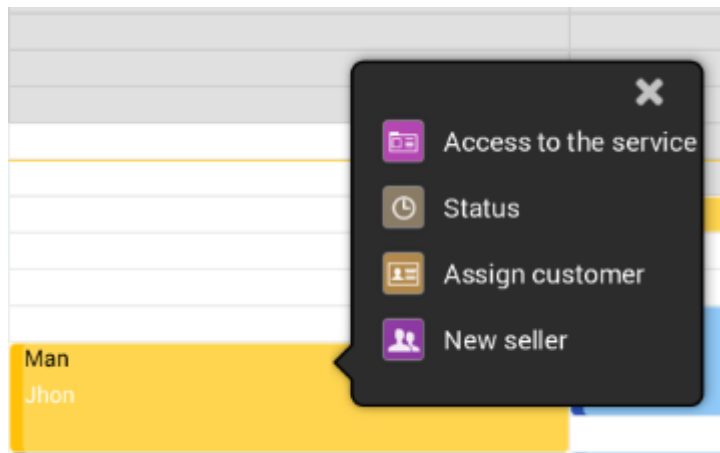 Access to the service
Status
Assign customer
New seller
Man
Jhon